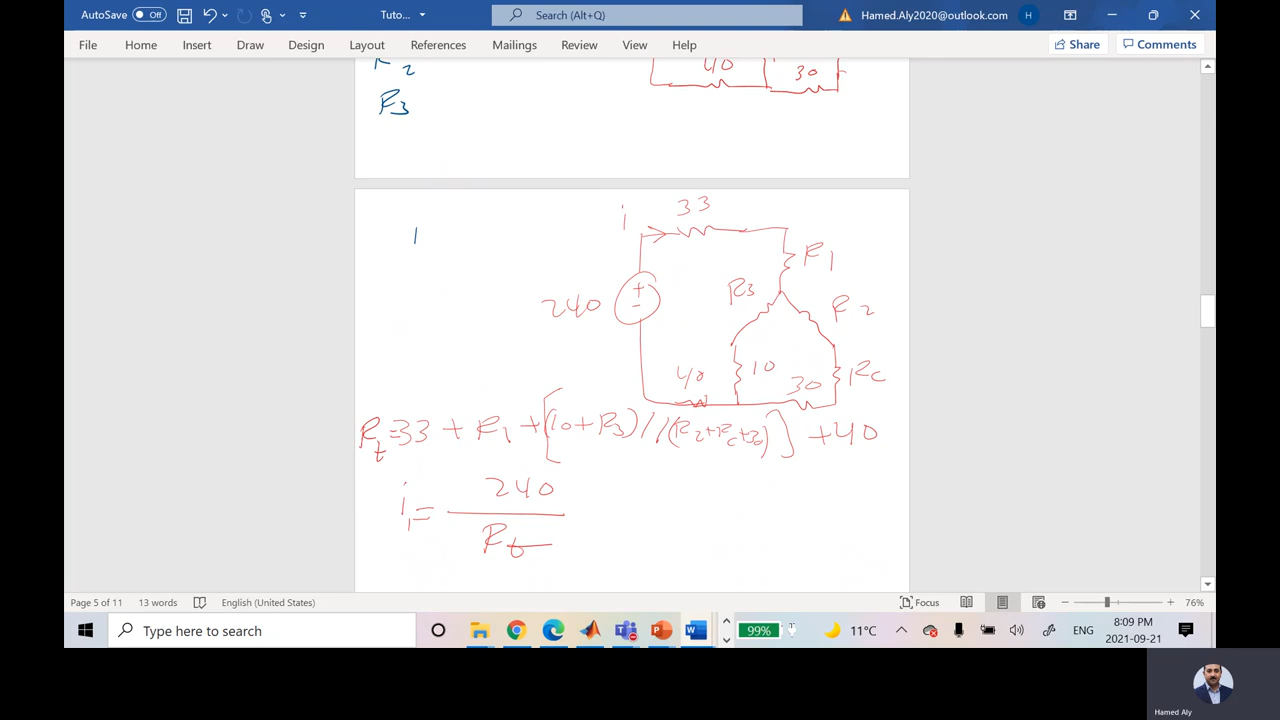 AutoSave Off Tuto... Search (Alt+Q) Hamed.Aly2020@outlook.com H
File Home Insert Draw Design Layout References Mailings Review View Help Share Comments
R2 40 30
R3
i 33
R1
R3
240 R2
10
40 30 Rc
Rt=33 + R1 + [(10+R3)//(R2+Rc+30)] +40
i1= 240
Rt
Page 5 of 11 13 words English (United States) Focus 76%
Type here to search 99% 11°C ENG 8:09 PM
2021-09-21
Hamed Aly